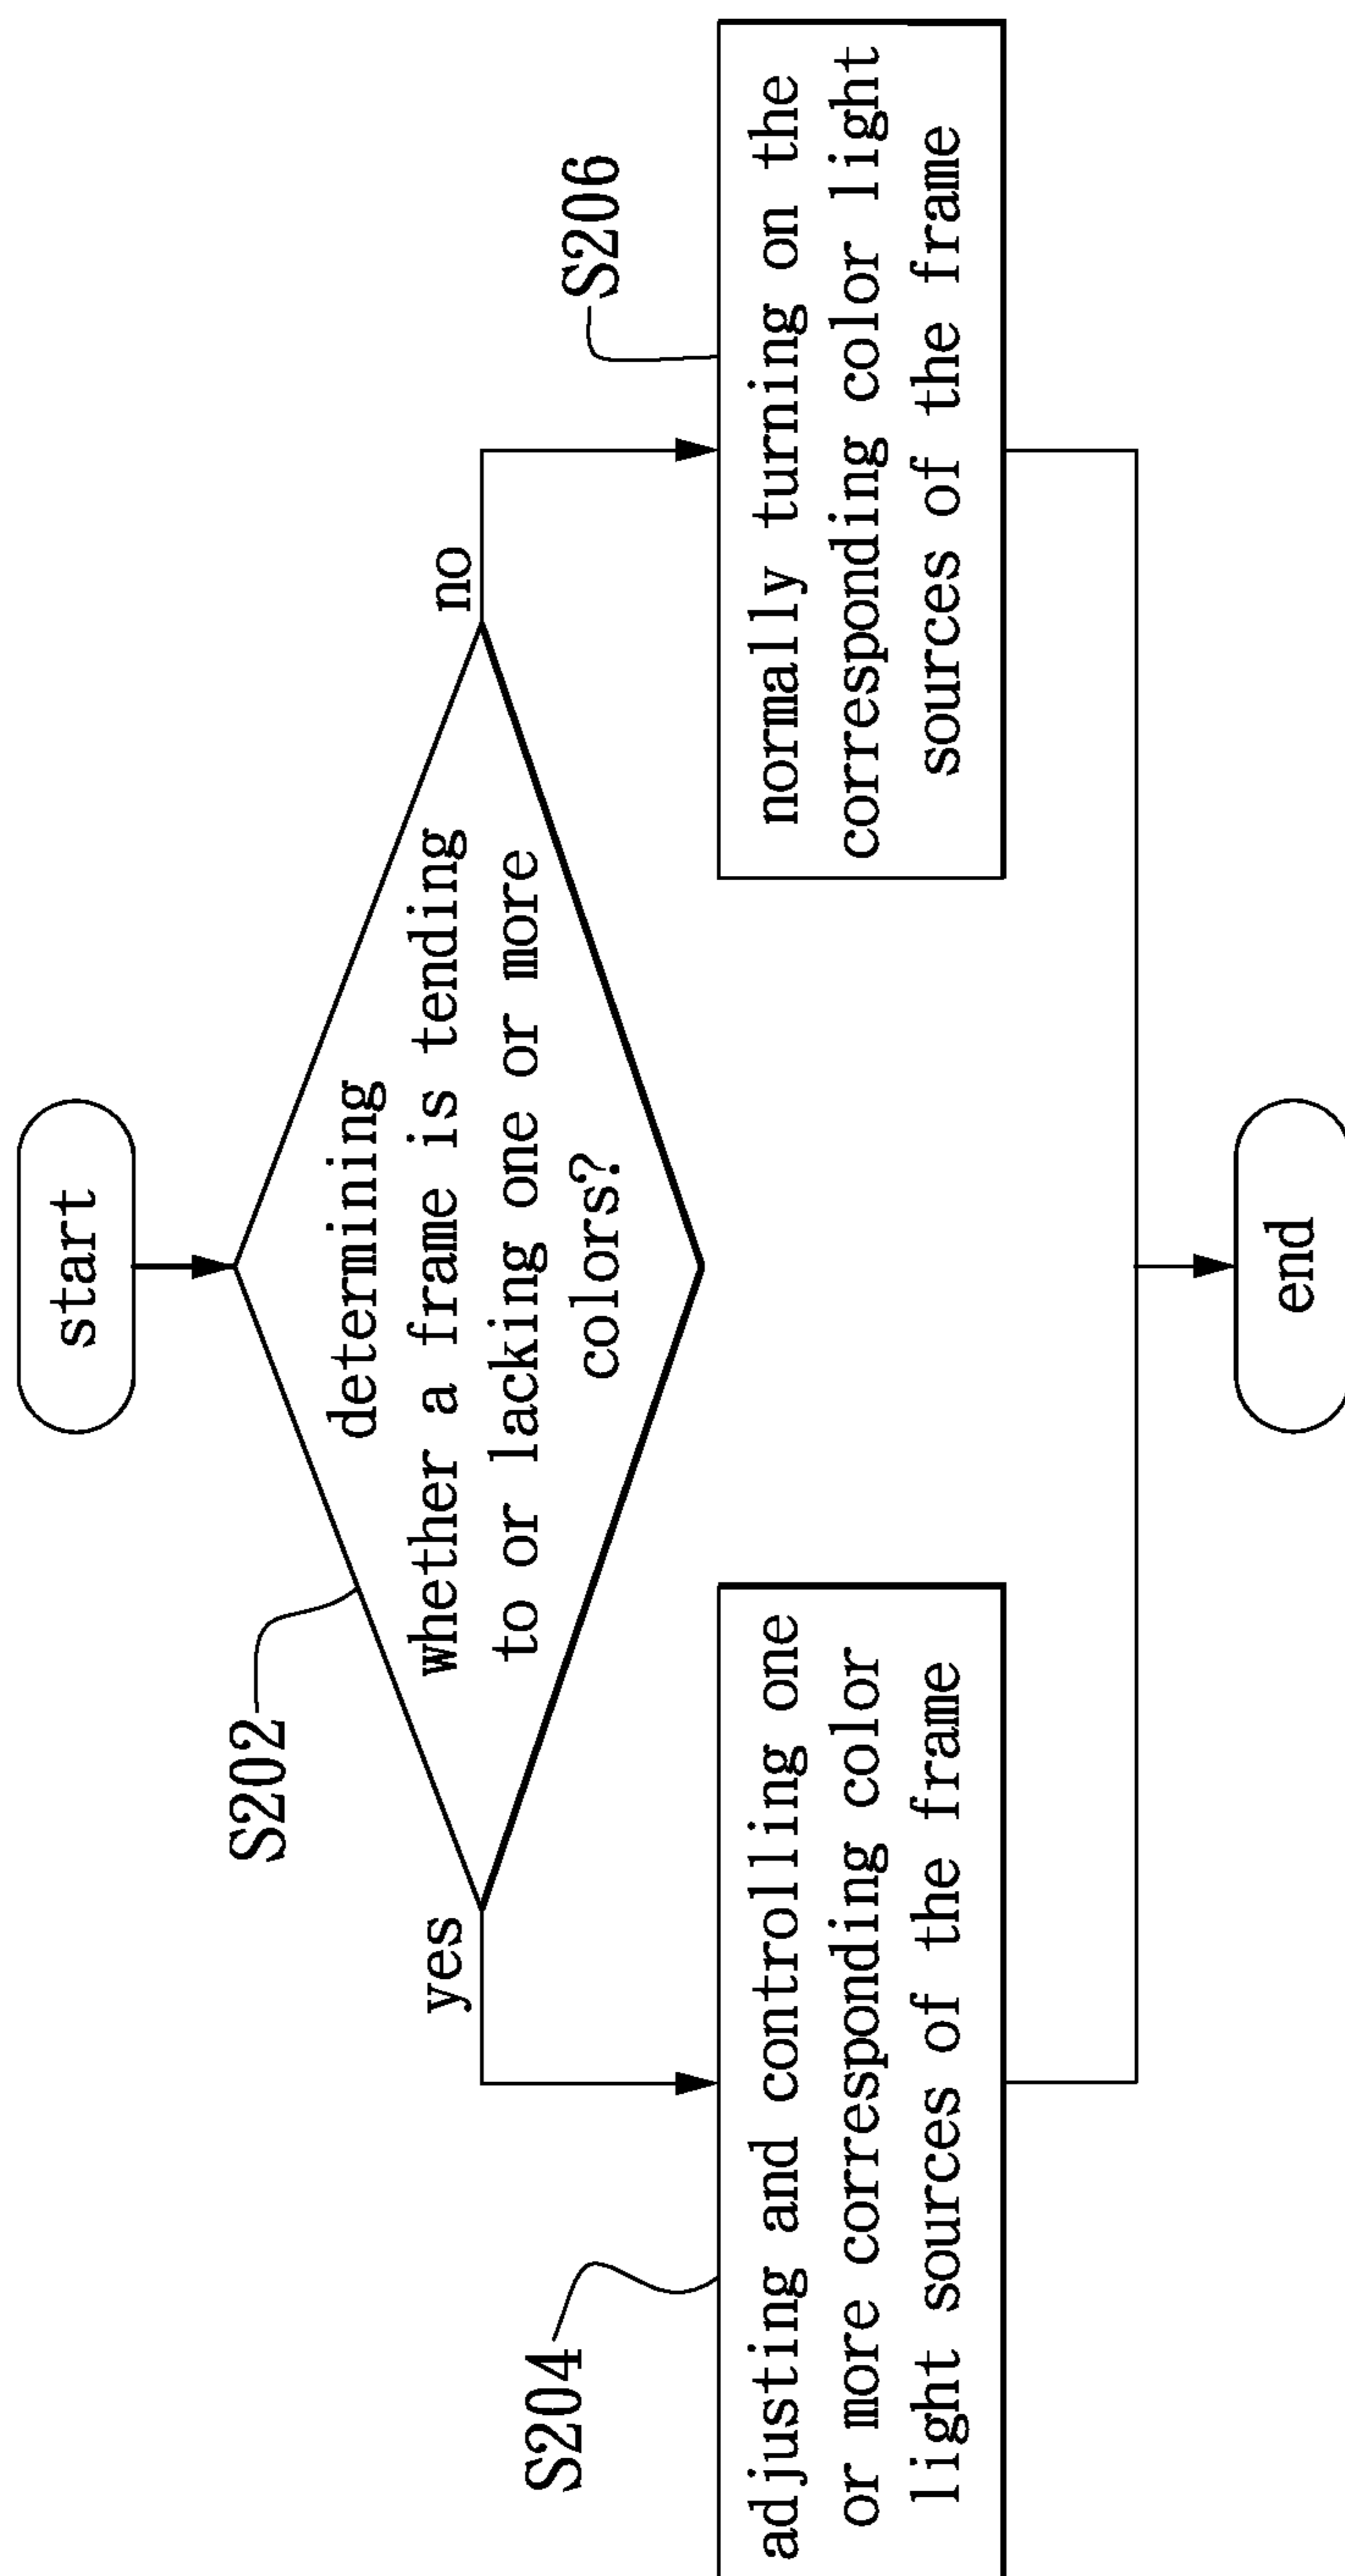 start
S202
determining
whether a frame is tending
to or lacking one or more
colors?
yes
no
S204
adjusting and controlling one
or more corresponding color
light sources of the frame
S206
normally turning on the
corresponding color light
sources of the frame
end